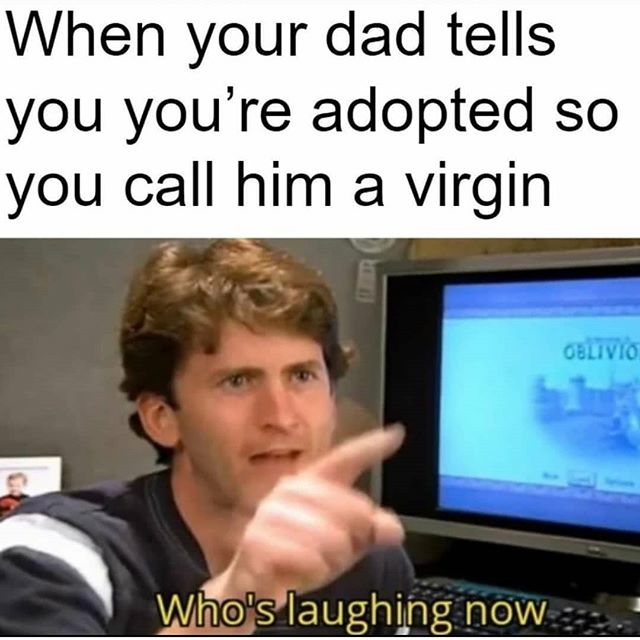 When your dad tells
you you’re adopted so
you call him a virgin
OBLIVIO
Who's laughing now